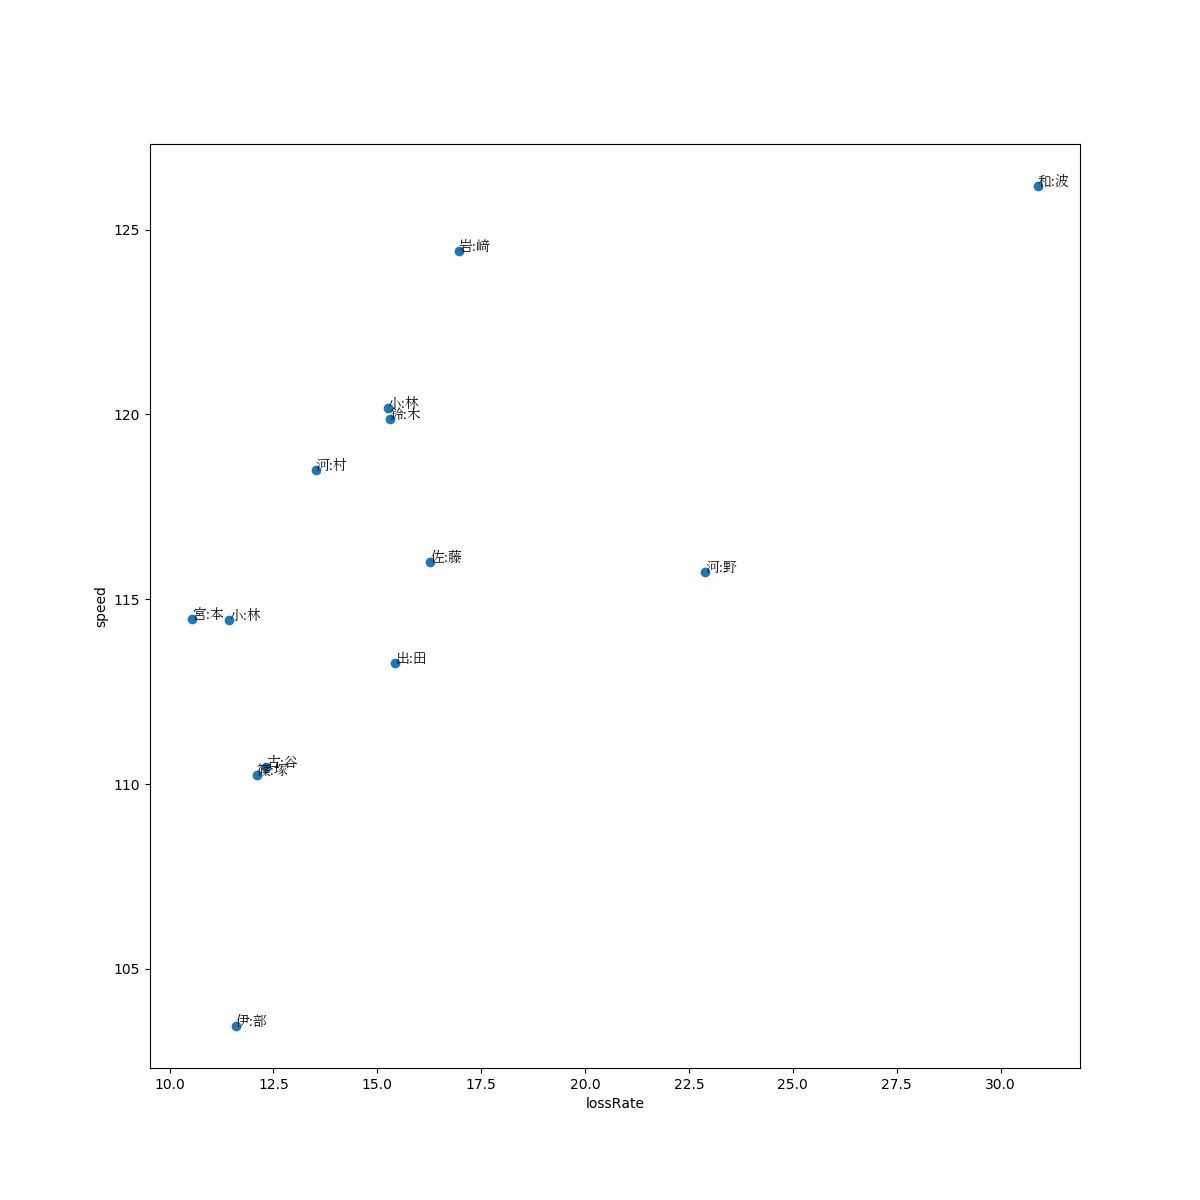 和:波
岩:﨑
小:林
鈴:木
河:村
佐:藤
河:野
宮:本
小:林
出:田
古:谷
篠:塚
伊:部
125
120
115
110
105
speed
10.0
12.5
15.0
17.5
20.0
22.5
25.0
27.5
30.0
lossRate